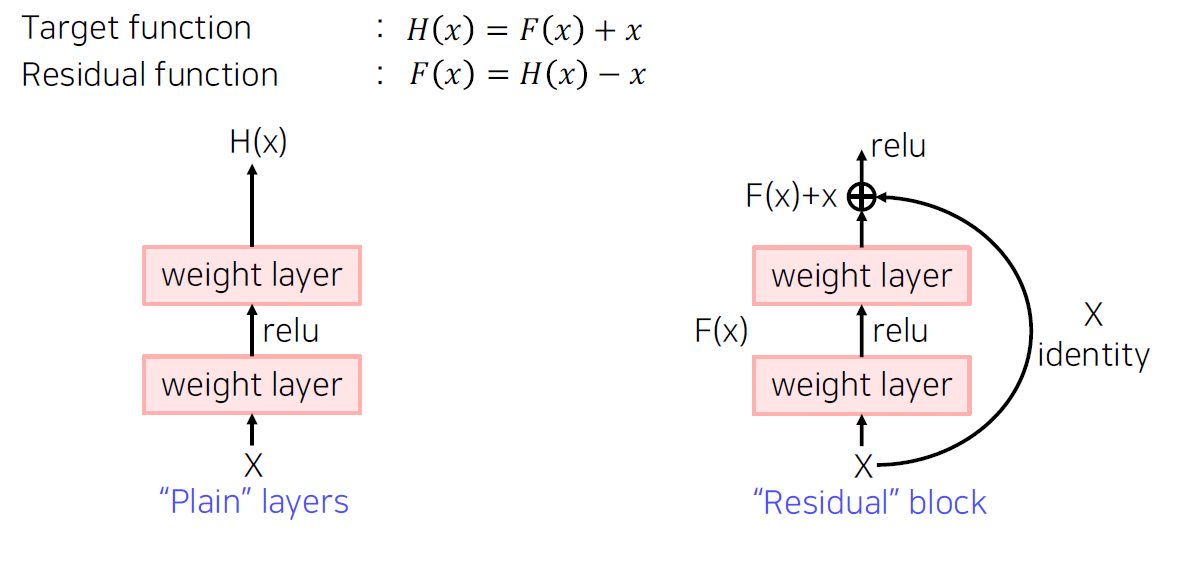 Target function : H(x) = F(x) + x
Residual function : F(x) = H(x) − x
H(x)
weight layer
relu
weight layer
X
“Plain” layers
relu
F(x)+x
weight layer
F(x)
relu
weight layer
X
identity
X
“Residual” block